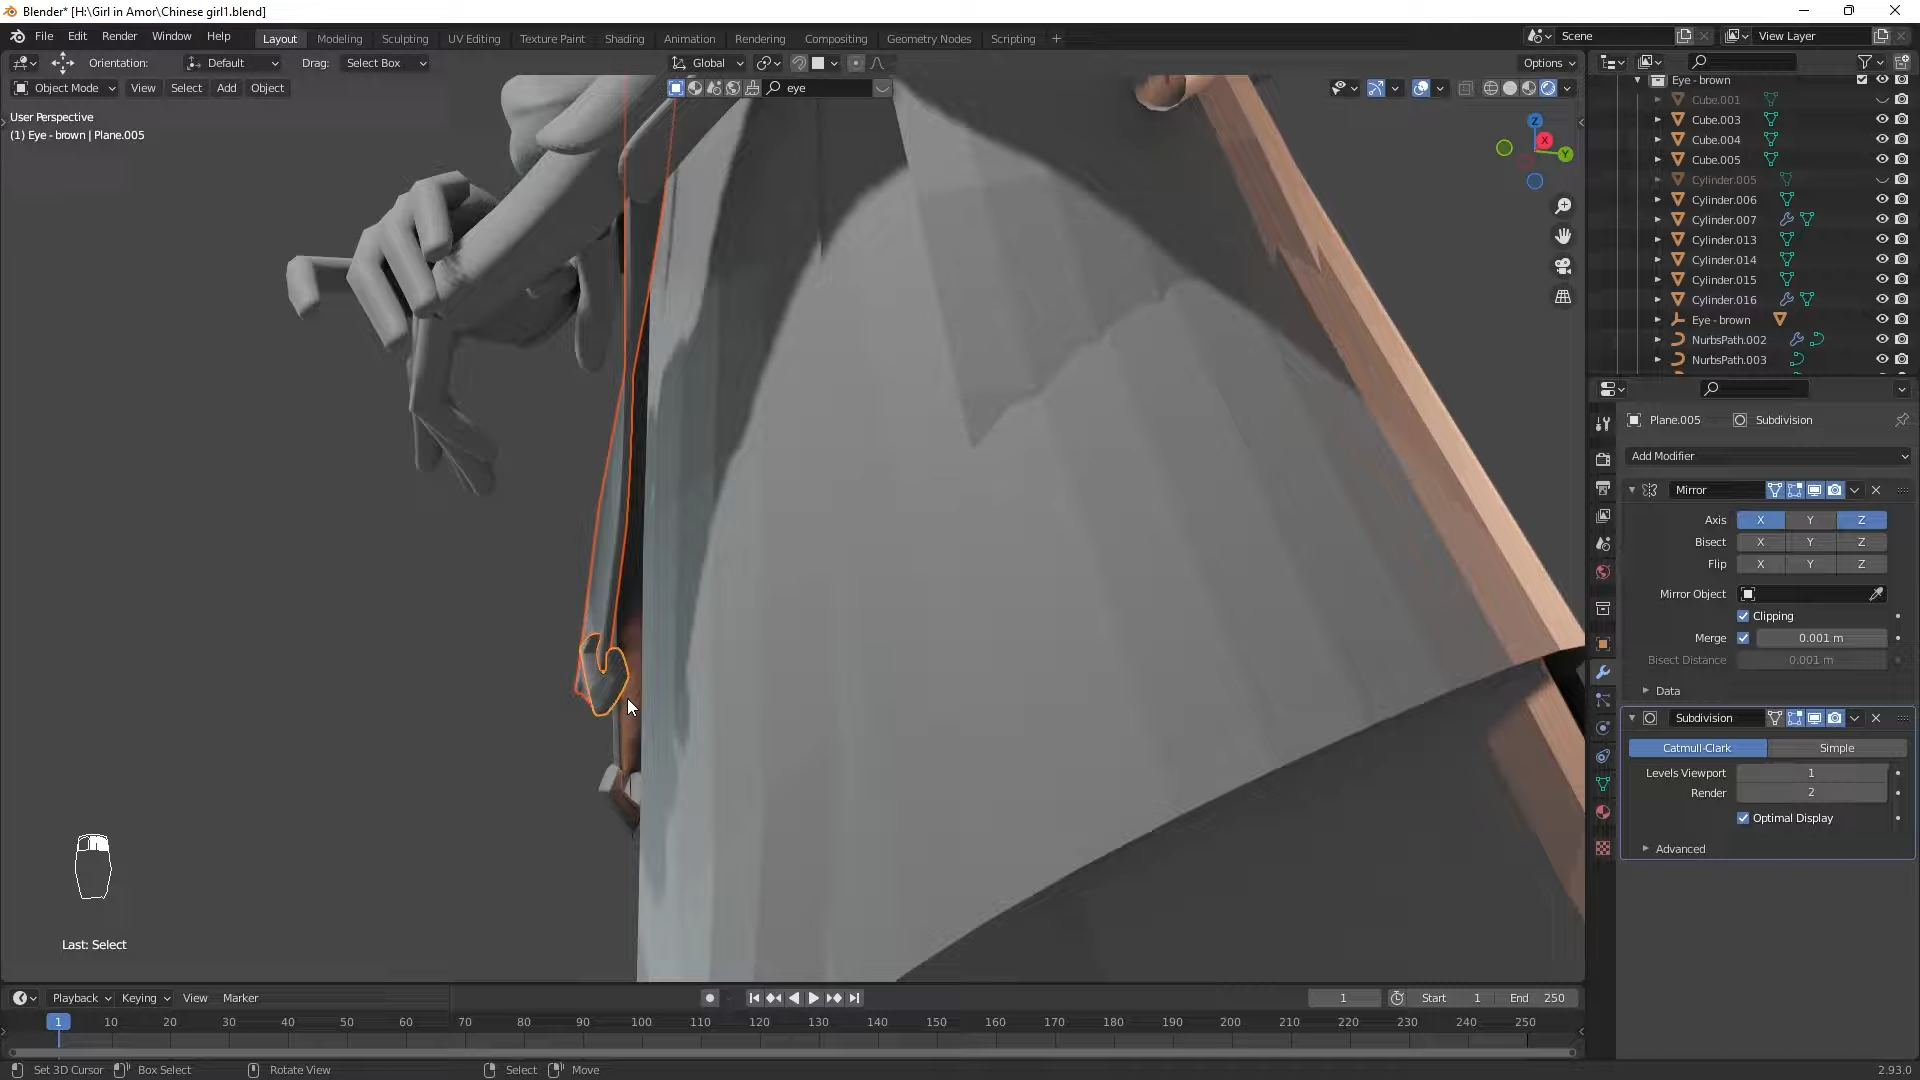 Blender* [H:\Girl in Amor\Chinese girl1.blend]
File Edit Render Window Help
Layout Modeling Sculpting UV Editing Texture Paint Shading Animation Rendering Compositing Geometry Nodes Scripting +
Scene
View Layer
Orientation: Default Drag: Select Box
Global
Options
Object Mode View Select Add Object
eye
User Perspective
(1) Eye - brown | Plane.005
Z
X
Y
Last: Select
Eye - brown
Cube.001
Cube.003
Cube.004
Cube.005
Cylinder.005
Cylinder.006
Cylinder.007
Cylinder.013
Cylinder.014
Cylinder.015
Cylinder.016
Eye - brown
NurbsPath.002
NurbsPath.003
Plane.005 Subdivision
Add Modifier
Mirror
Axis X Y Z
Bisect X Y Z
Flip X Y Z
Mirror Object
Clipping
Merge 0.001 m
Bisect Distance 0.001 m
Data
Subdivision
Catmull-Clark Simple
Levels Viewport 1
Render 2
Optimal Display
Advanced
Playback Keying View Marker
1 Start 1 End 250
1 10 20 30 40 50 60 70 80 90 100 110 120 130 140 150 160 170 180 190 200 210 220 230 240 250
Set 3D Cursor Box Select Rotate View Select Move
2.93.0